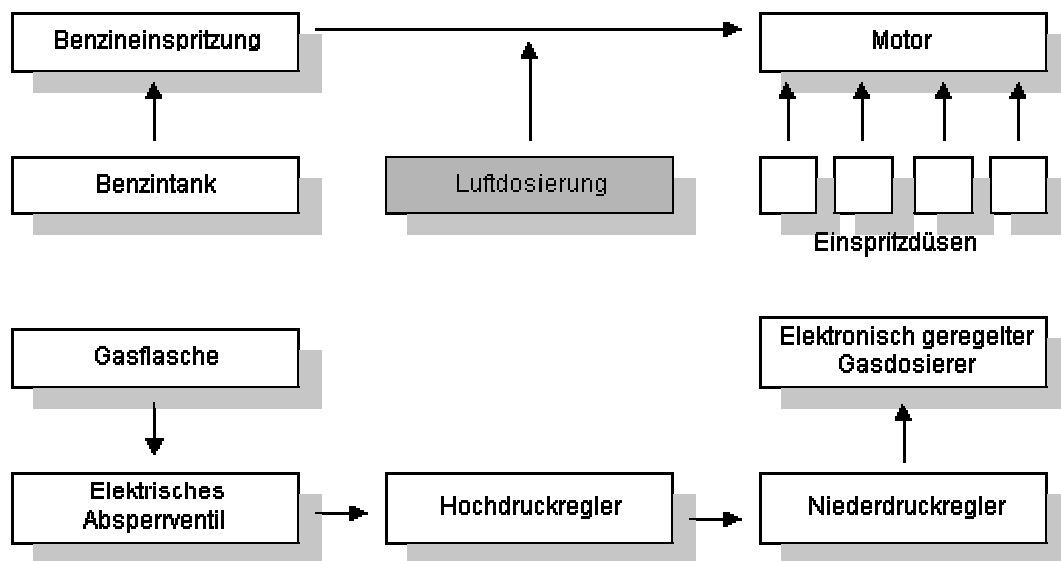 Benzineinspritzung
Motor
Benzintank
Luftdosierung
Einspritzdüsen
Gasflasche
Elektronisch geregelter
Gasdosierer
Elektrisches
Absperrventil
Hochdruckregler
Niederdruckregler